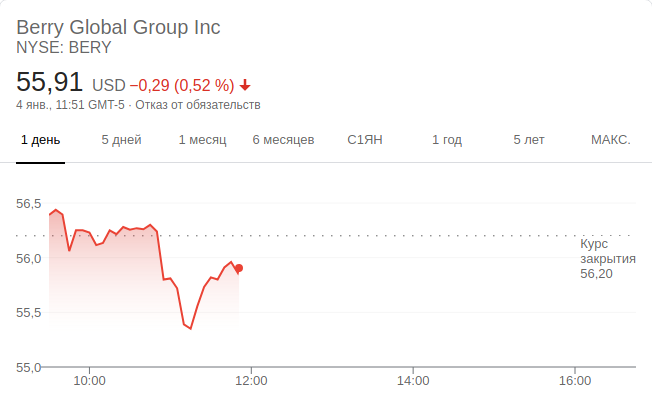 Berry Global Group Inc
NYSE: BERY
55,91 USD −0,29 (0,52 %)
4 янв., 11:51 GMT-5 · Отказ от обязательств
1 день 5 дней 1 месяц 6 месяцев С1ЯН 1 год 5 лет МАКС.
56,5
56,0
55,5
55,0
Курс
закрытия
56,20
10:00 12:00 14:00 16:00